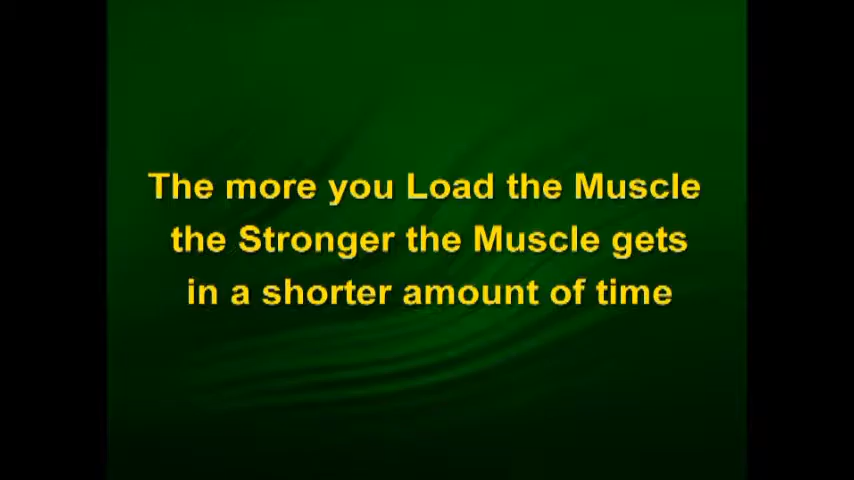 The more you Load the Muscle
the Stronger the Muscle gets
in a shorter amount of time